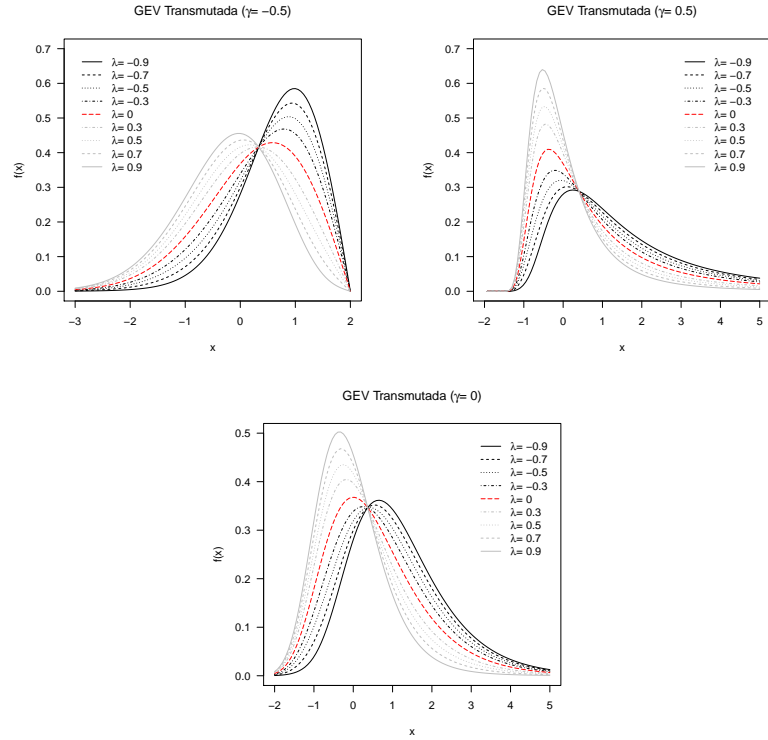 GEV Transmutada (γ= −0.5)
0.7
0.6
0.5
0.4
0.3
0.2
0.1
0.0
f(x)
λ= −0.9
λ= −0.7
λ= −0.5
λ= −0.3
λ= 0
λ= 0.3
λ= 0.5
λ= 0.7
λ= 0.9
−3 −2 −1 0 1 2
x
GEV Transmutada (γ= 0.5)
0.7
0.6
0.5
0.4
0.3
0.2
0.1
0.0
f(x)
λ= −0.9
λ= −0.7
λ= −0.5
λ= −0.3
λ= 0
λ= 0.3
λ= 0.5
λ= 0.7
λ= 0.9
−2 −1 0 1 2 3 4 5
x
GEV Transmutada (γ= 0)
0.5
0.4
0.3
0.2
0.1
0.0
f(x)
λ= −0.9
λ= −0.7
λ= −0.5
λ= −0.3
λ= 0
λ= 0.3
λ= 0.5
λ= 0.7
λ= 0.9
−2 −1 0 1 2 3 4 5
x